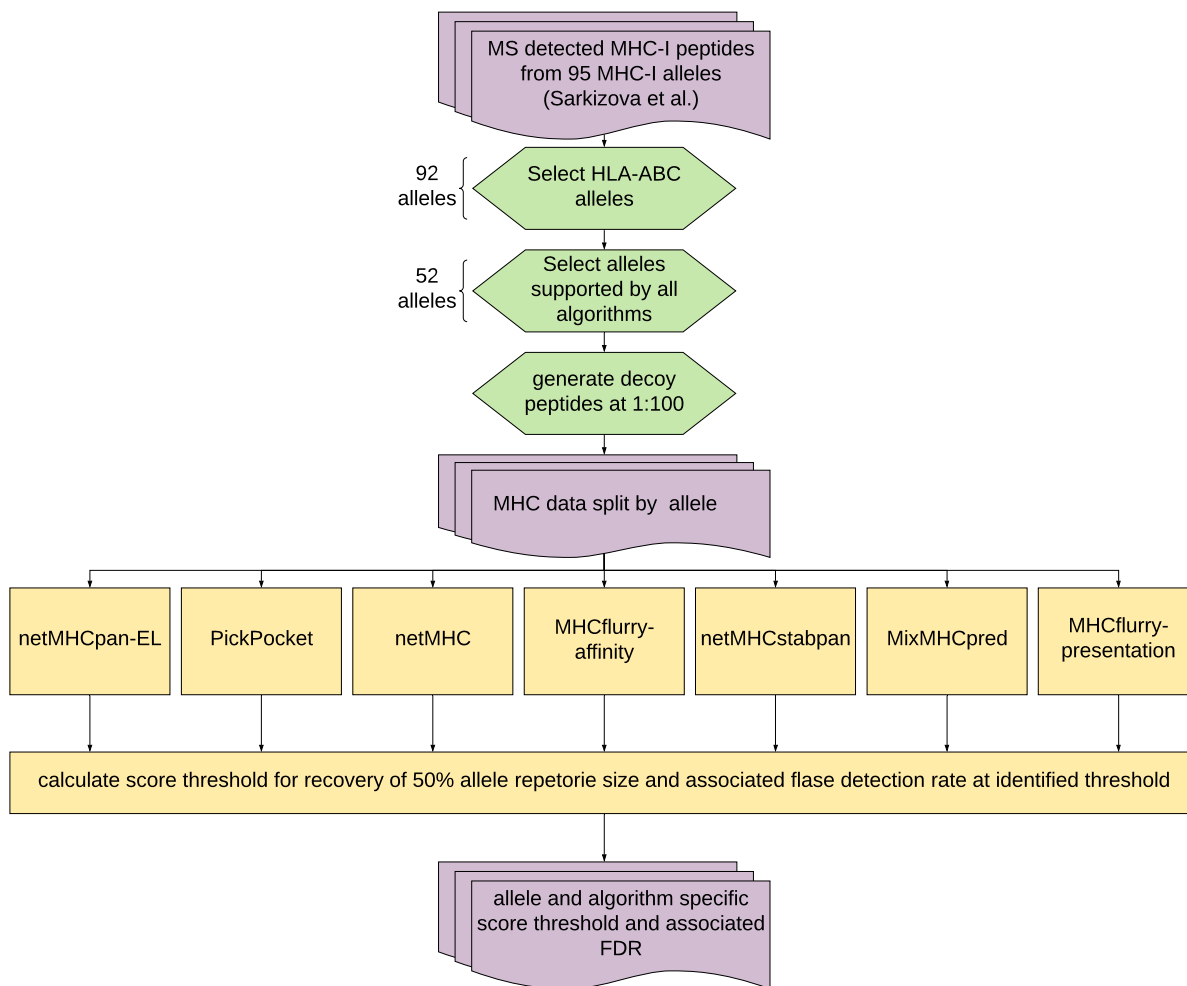 MS detected MHC-I peptides
from 95 MHC-I alleles
(Sarkizova et al.)
92
alleles
Select HLA-ABC
alleles
52
alleles
Select alleles
supported by all
algorithms
generate decoy
peptides at 1:100
MHC data split by  allele
netMHCpan-EL
PickPocket
netMHC
MHCflurry-
affinity
netMHCstabpan
MixMHCpred
MHCflurry-
presentation
calculate score threshold for recovery of 50% allele repetorie size and associated flase detection rate at identified threshold
allele and algorithm specific
score threshold and associated
FDR